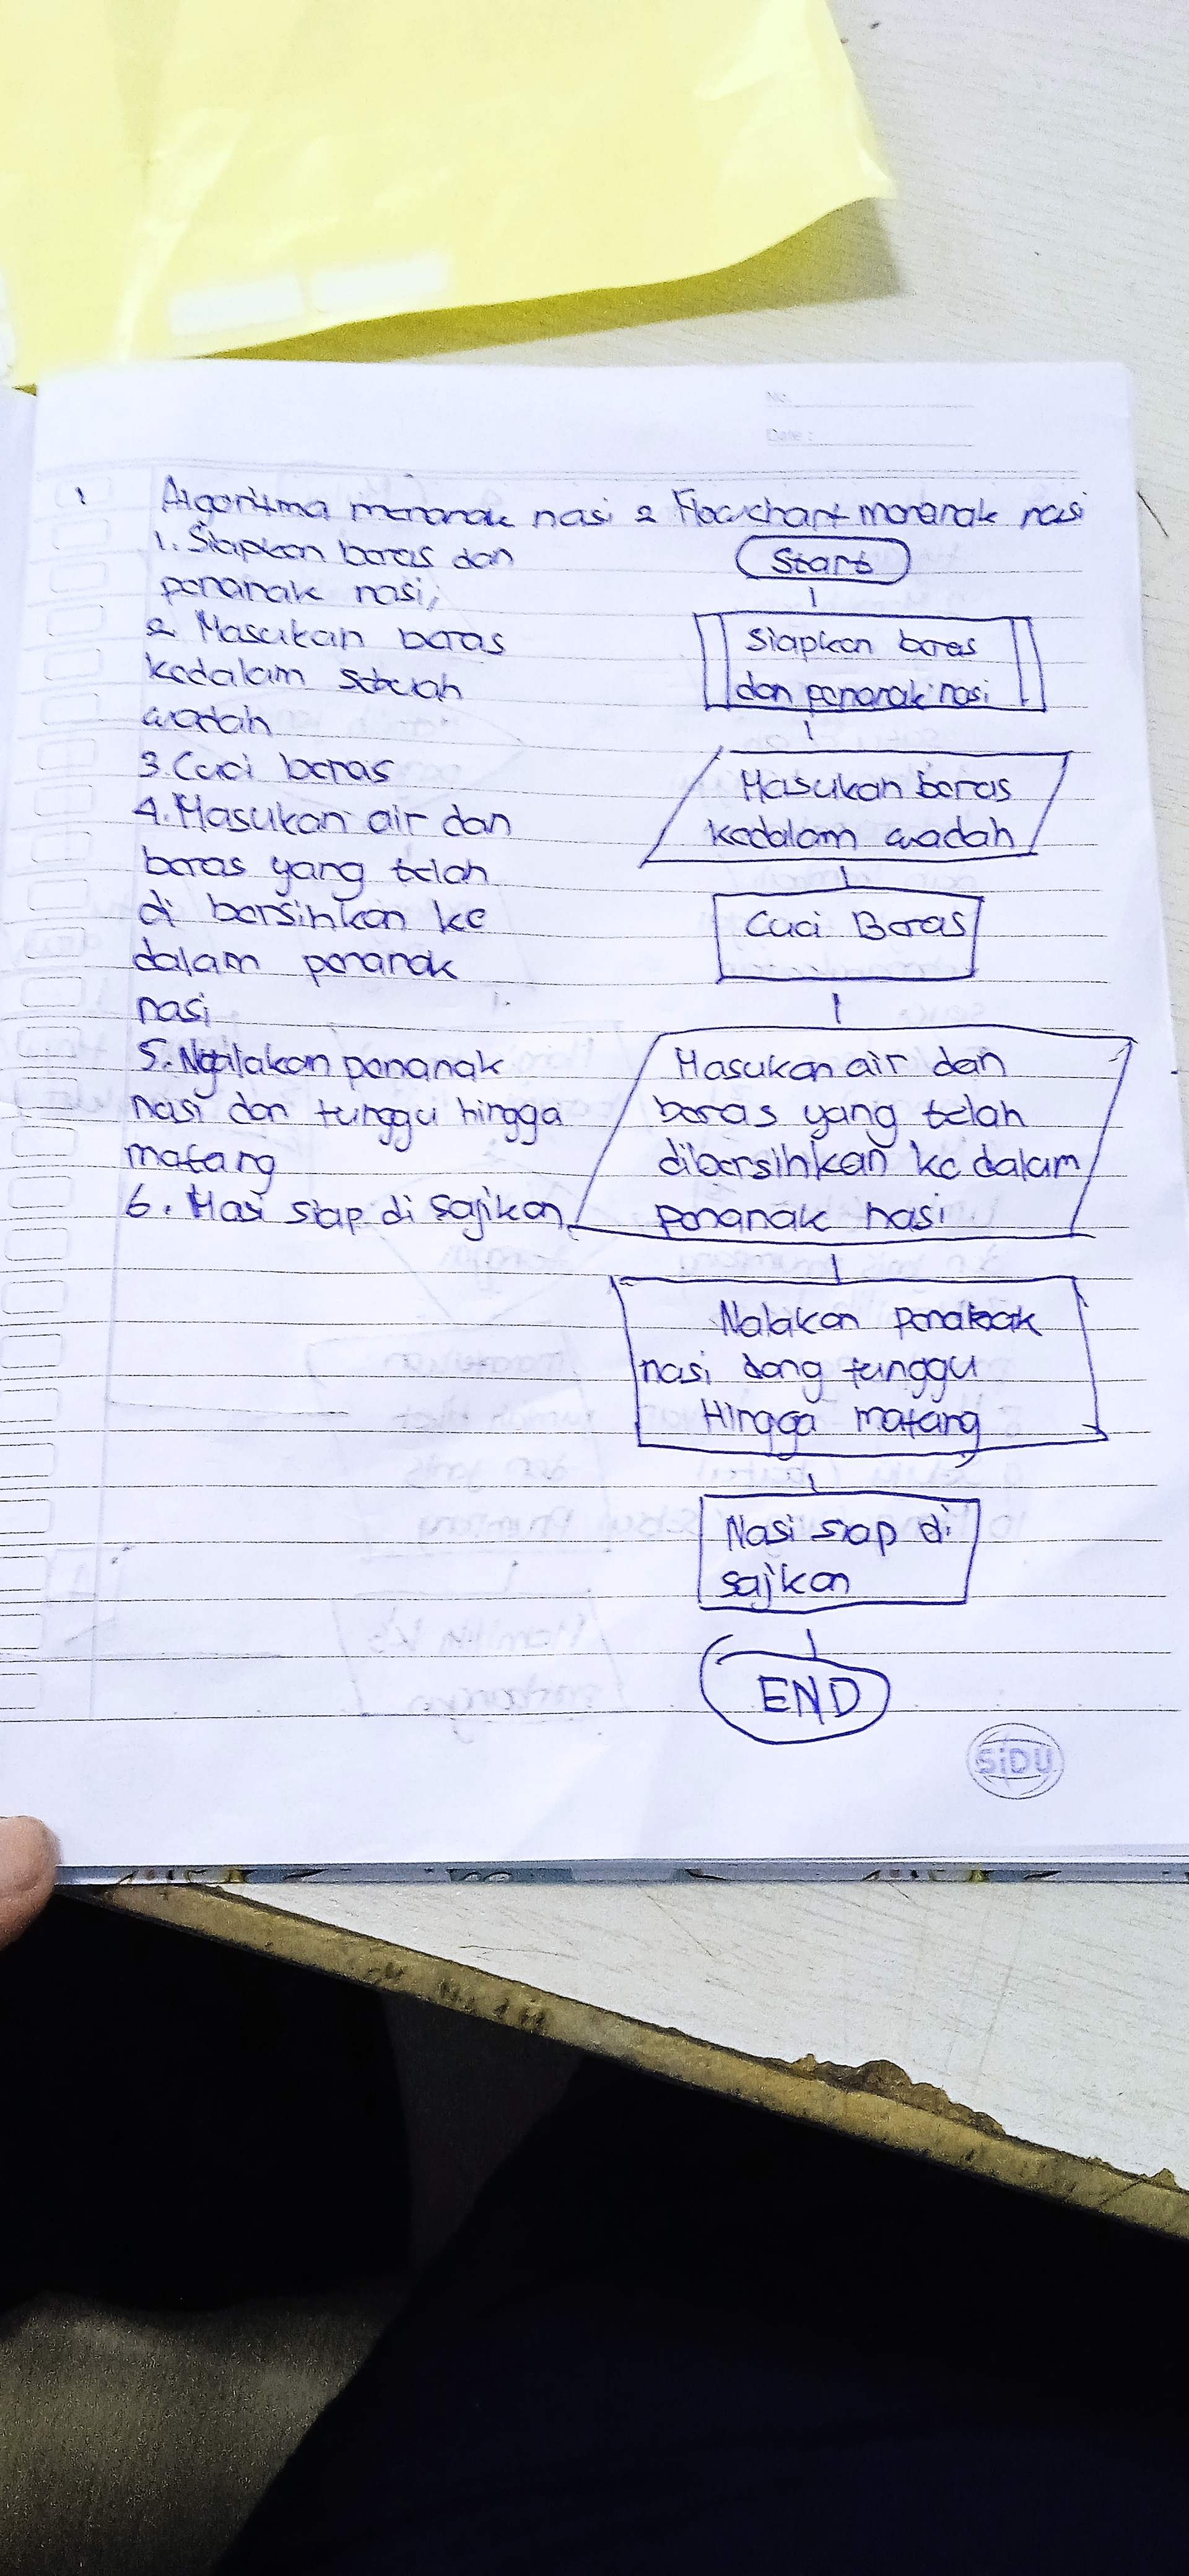 No.
Date :
1 Algoritma menanak nasi 2 Flowchart menanak nasi
1. Siapkan beras dan
penanak nasi,
2. Masukan beras
kedalam sebuah
wadah
3. Cuci beras
4. Masukan air dan
beras yang telah
di bersihkan ke
dalam penanak
nasi
5. Nyalakan penanak
nasi dan tunggu hingga
matang
6. Nasi siap di sajikan
Start
Siapkan beras
dan penanak nasi
Masukan beras
kedalam wadah
Cuci Beras
Masukan air dan
beras yang telah
dibersihkan ke dalam
penanak nasi
Nalakan
nasi dang tunggu
Hingga matang
Nasi siap di
sajkan
END
SiDU